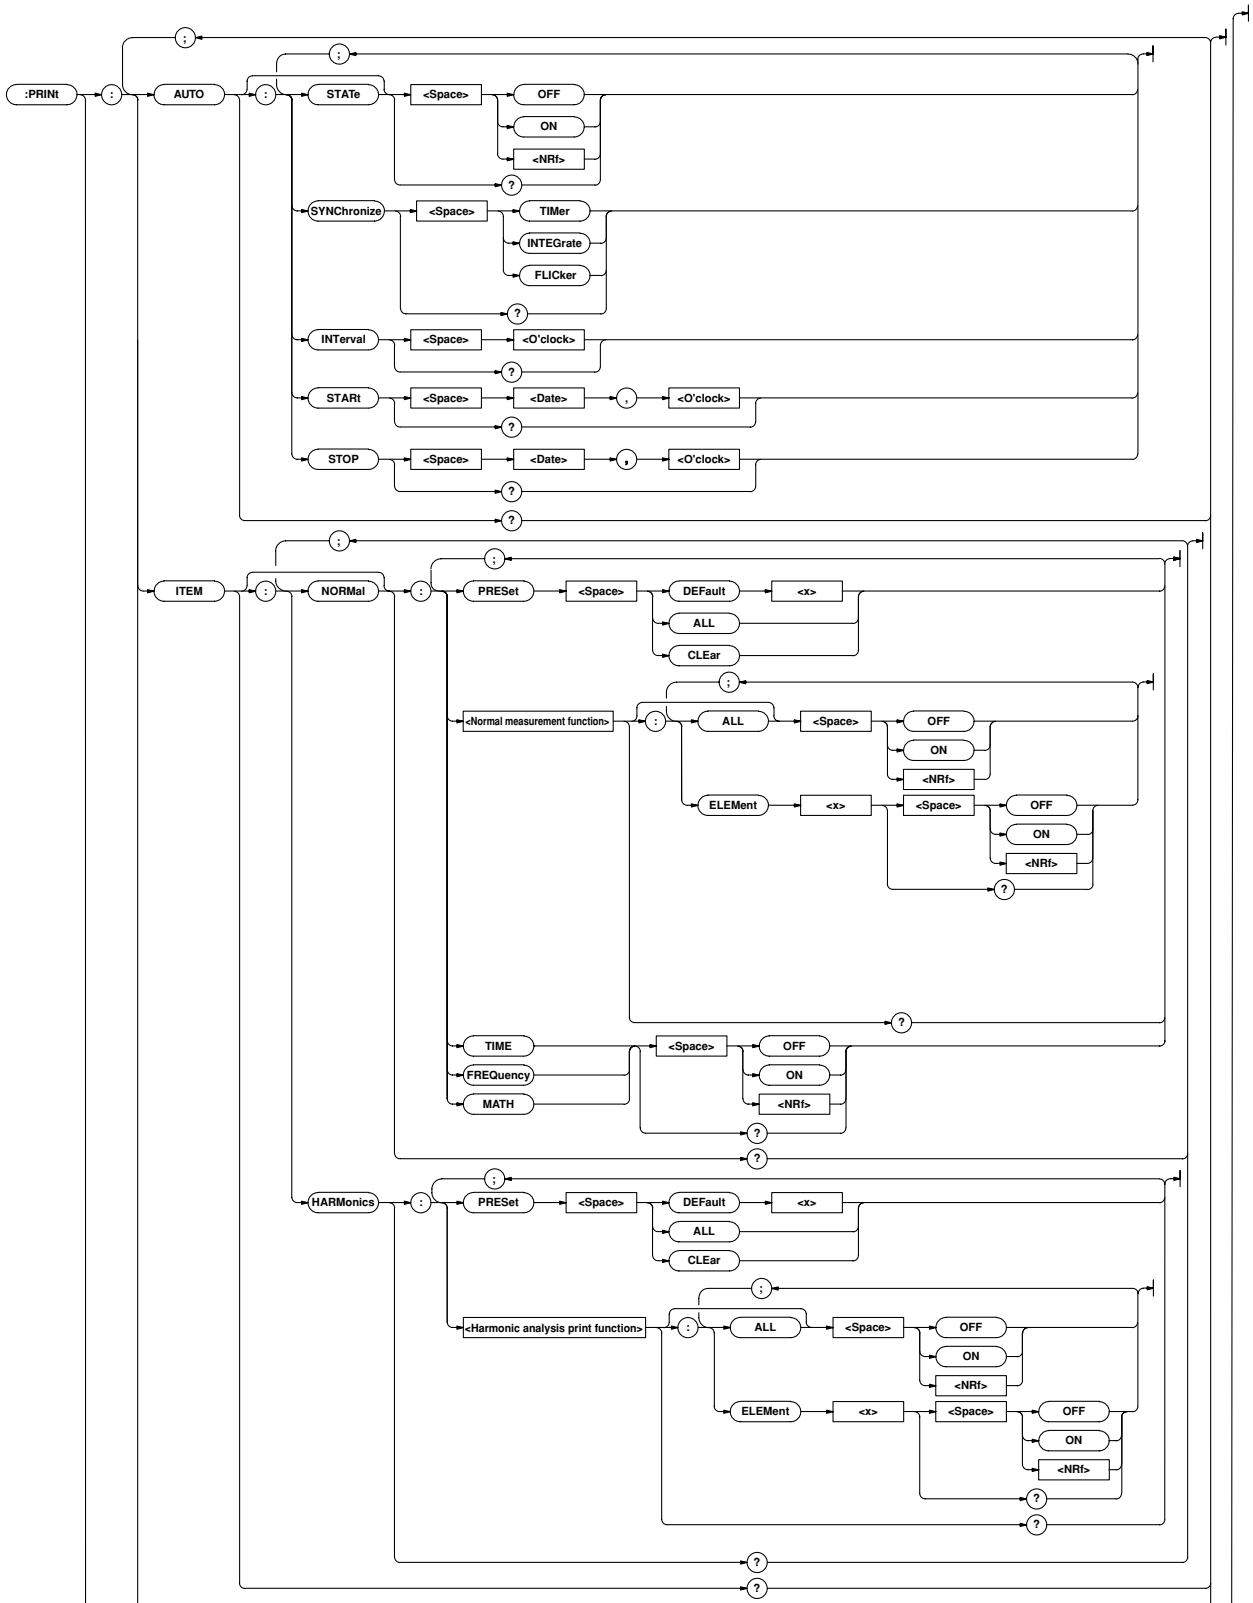 ;
;
:PRINt : AUTO : STATe <Space> OFF
ON
<NRf>
?
SYNChronize <Space> TIMer
INTEGrate
FLICker
?
INTerval <Space> <O'clock>
?
STARt <Space> <Date> , <O'clock>
?
STOP <Space> <Date> , <O'clock>
?
?
;
;
ITEM : NORMal : PRESet <Space> DEFault <x>
ALL
CLEar
;
<Normal measurement function> : ALL <Space> OFF
ON
<NRf>
ELEMent <x> <Space> OFF
ON
<NRf>
?
?
TIME <Space> OFF
FREQuency ON
MATH <NRf>
?
?
;
HARMonics : PRESet <Space> DEFault <x>
ALL
CLEar
;
<Harmonic analysis print function> : ALL <Space> OFF
ON
<NRf>
ELEMent <x> <Space> OFF
ON
<NRf>
?
?
?
?